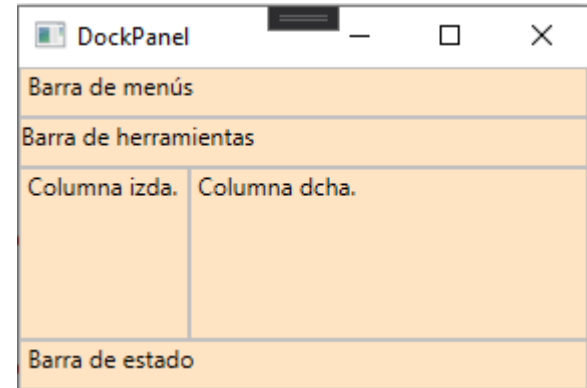 DockPanel
Barra de menús
Barra de herramientas
Columna izda. Columna dcha.
Barra de estado